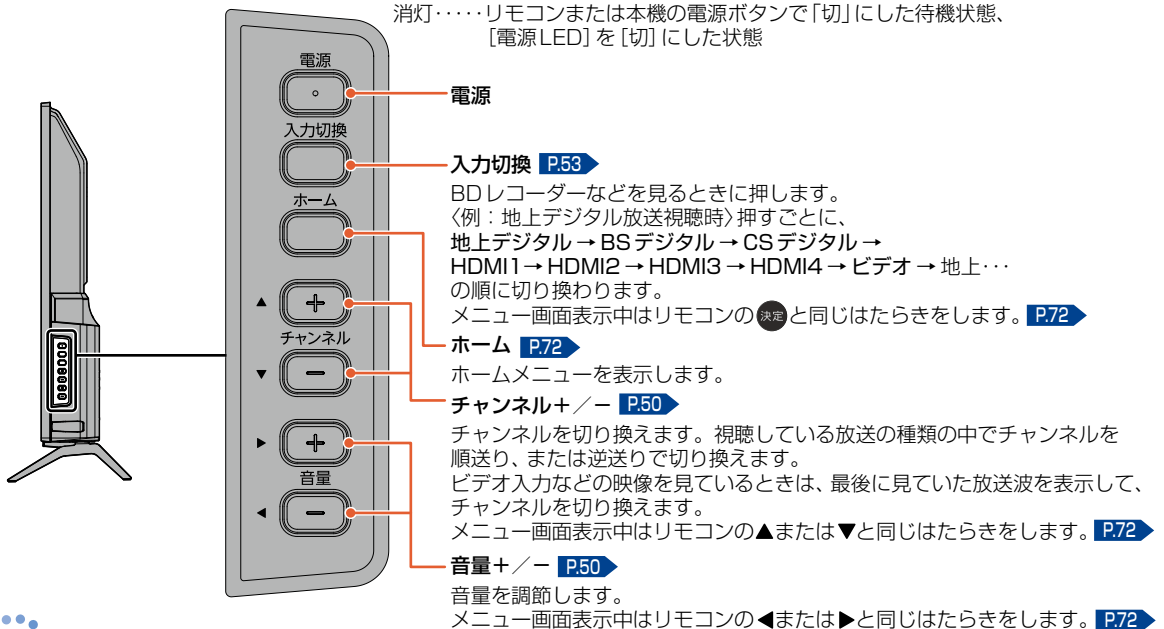 消灯･････リモコンまたは本機の電源ボタンで「切」にした待機状態、
[電源LED]を[切]にした状態
電源
入力切換
ホーム
▲
＋
チャンネル
▼
－
▶
＋
音量
◀
－
電源
入力切換 P.53
BDレコーダーなどを見るときに押します。
〈例：地上デジタル放送視聴時〉押すごとに、
地上デジタル → BSデジタル → CSデジタル →
HDMI1 → HDMI2 → HDMI3 → HDMI4 → ビデオ → 地上･･･
の順に切り換わります。
メニュー画面表示中はリモコンの決定と同じはたらきをします。 P.72
ホーム P.72
ホームメニューを表示します。
チャンネル＋／－ P.50
チャンネルを切り換えます。視聴している放送の種類の中でチャンネルを
順送り、または逆送りで切り換えます。
ビデオ入力などの映像を見ているときは、最後に見ていた放送波を表示して、
チャンネルを切り換えます。
メニュー画面表示中はリモコンの▲または▼と同じはたらきをします。 P.72
音量＋／－ P.50
音量を調節します。
メニュー画面表示中はリモコンの◀または▶と同じはたらきをします。 P.72